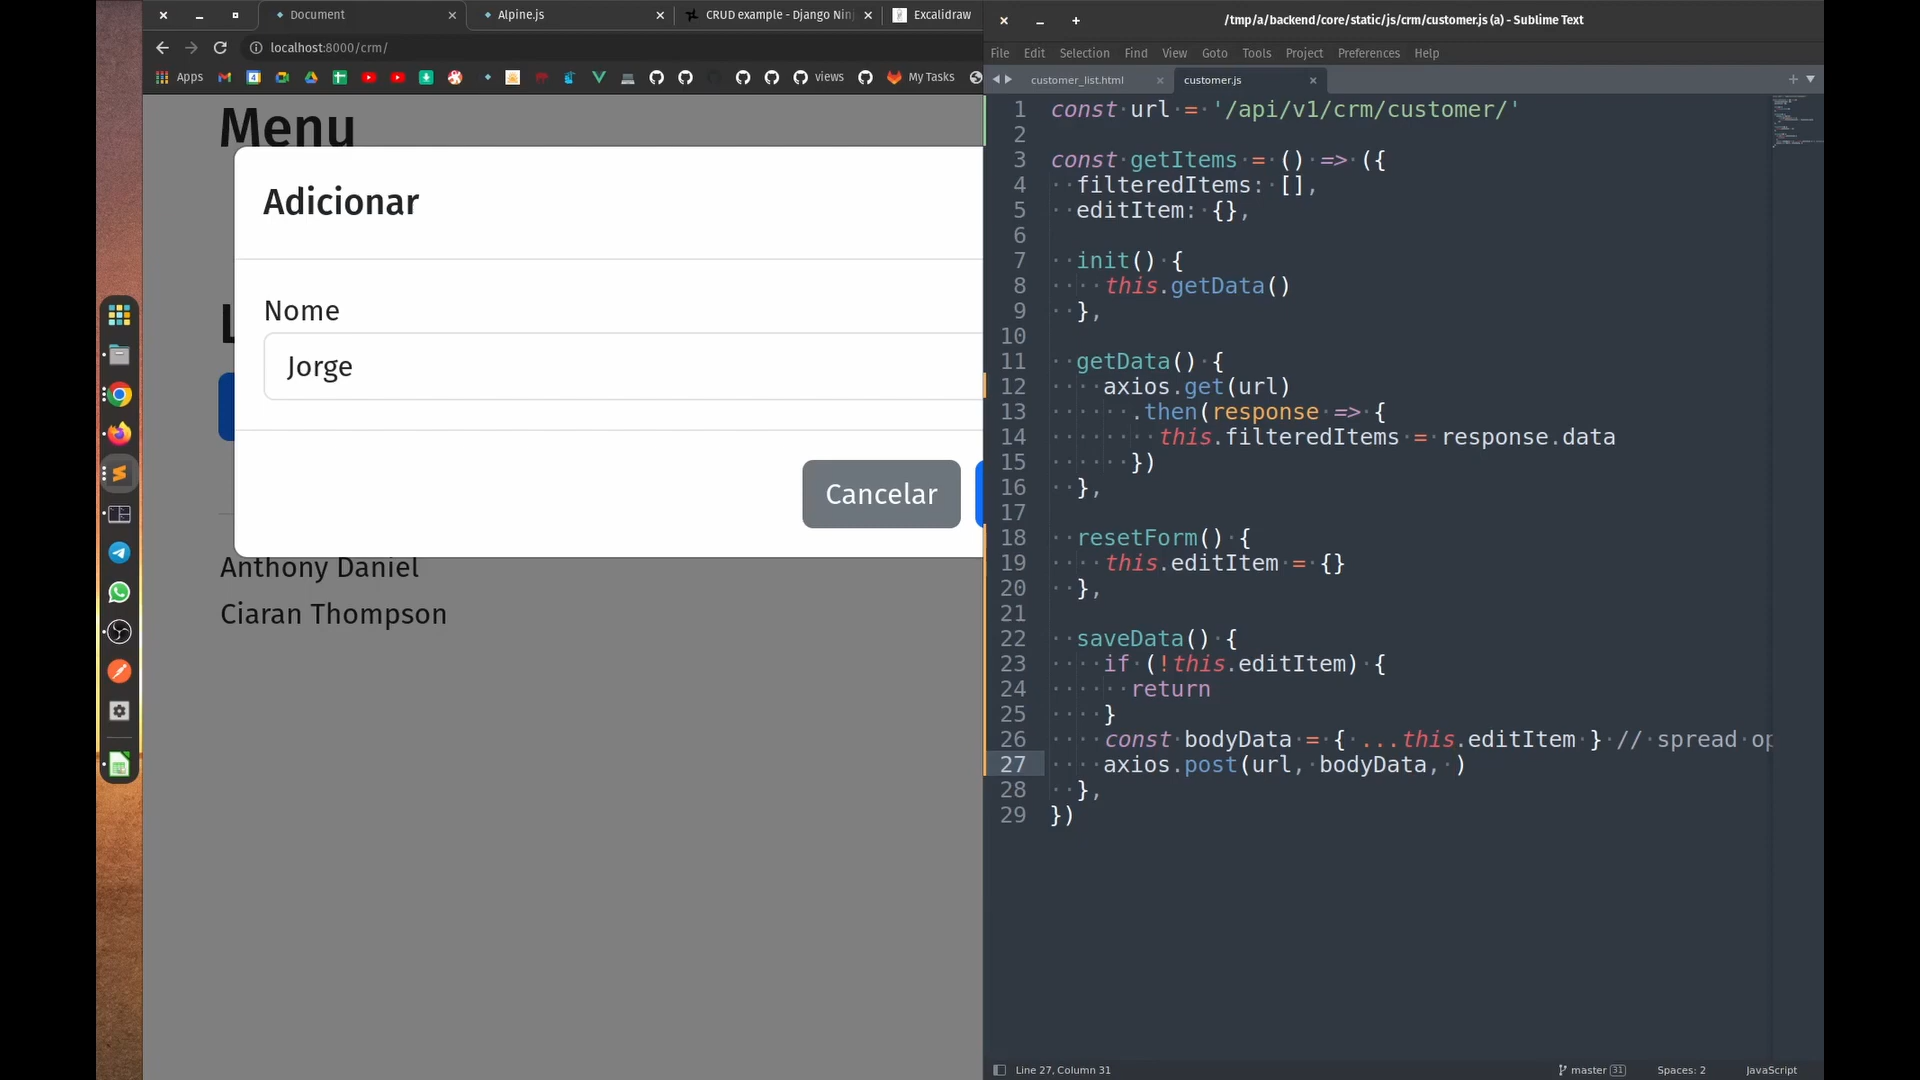 Document
Alpine.js
CRUD example - Django Nin
Excalidraw
localhost:8000/crm/
Apps
views
My Tasks
Menu
Adicionar
Nome
Jorge
Cancelar
Anthony Daniel
Ciaran Thompson
/tmp/a/backend/core/static/js/crm/customer.js (a) - Sublime Text
File Edit Selection Find View Goto Tools Project Preferences Help
customer_list.html
customer.js
1 const url = '/api/v1/crm/customer/'
2
3 const getItems = () => ({
4 filteredItems: [],
5 editItem: {},
6
7 init() {
8 this.getData()
9 },
10
11 getData() {
12 axios.get(url)
13 .then(response => {
14 this.filteredItems = response.data
15 })
16 },
17
18 resetForm() {
19 this.editItem = {}
20 },
21
22 saveData() {
23 if (!this.editItem) {
24 return
25 }
26 const bodyData = { ...this.editItem } // spread op
27 axios.post(url, bodyData, )
28 },
29 })
Line 27, Column 31
master 31
Spaces: 2
JavaScript